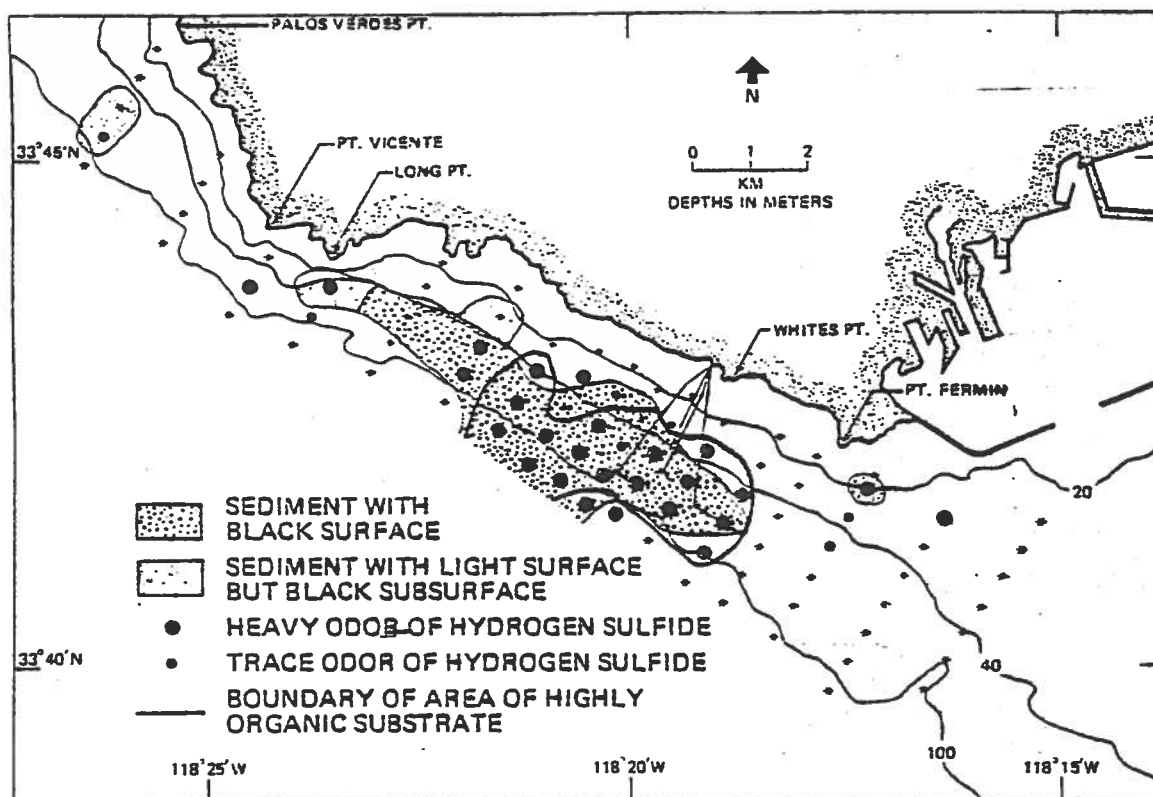 PALOS VERDES PT.
N
33°45'N
PT. VICENTE
LONG PT.
0 1 2
KM
DEPTHS IN METERS
WHITES PT.
PT. FERMIN
20
SEDIMENT WITH
BLACK SURFACE
SEDIMENT WITH LIGHT SURFACE
BUT BLACK SUBSURFACE
HEAVY ODOR OF HYDROGEN SULFIDE
33°40'N
TRACE ODOR OF HYDROGEN SULFIDE
40
BOUNDARY OF AREA OF HIGHLY
ORGANIC SUBSTRATE
100
118°25'W
118°20'W
118°15'W